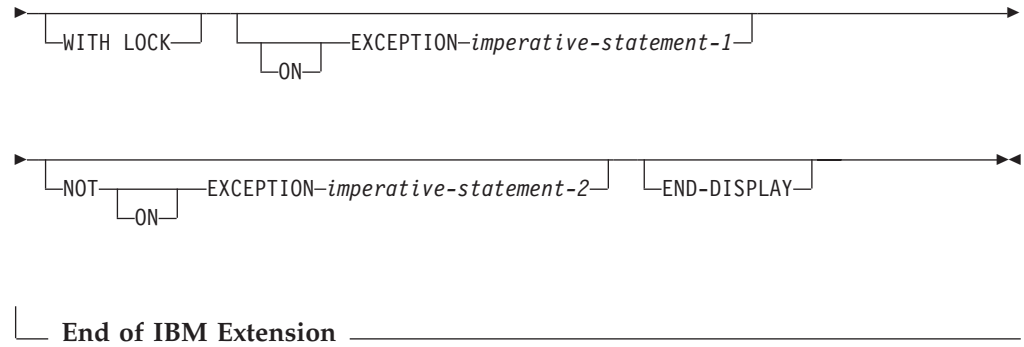 WITH LOCK EXCEPTION imperative-statement-1
ON
NOT EXCEPTION imperative-statement-2 END-DISPLAY
ON
End of IBM Extension